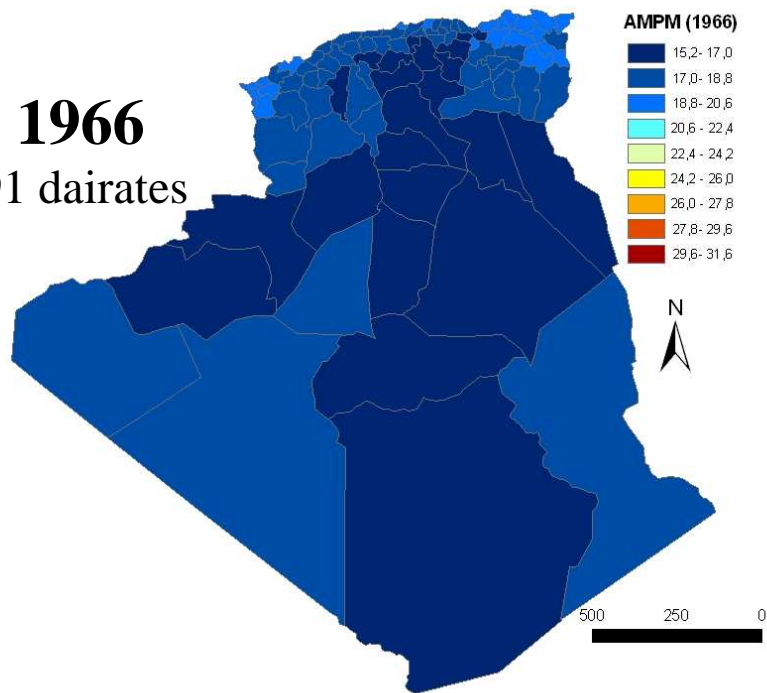 1966
91 dairates
AMPM (1966)
15,2- 17,0
17,0 - 18,8
18,8- 20,6
20,6 - 22,4
22,4 - 24,2
24,2 - 26,0
26,0 - 27,8
27,8 - 29,6
29,6- 31,6
N
500 250 0